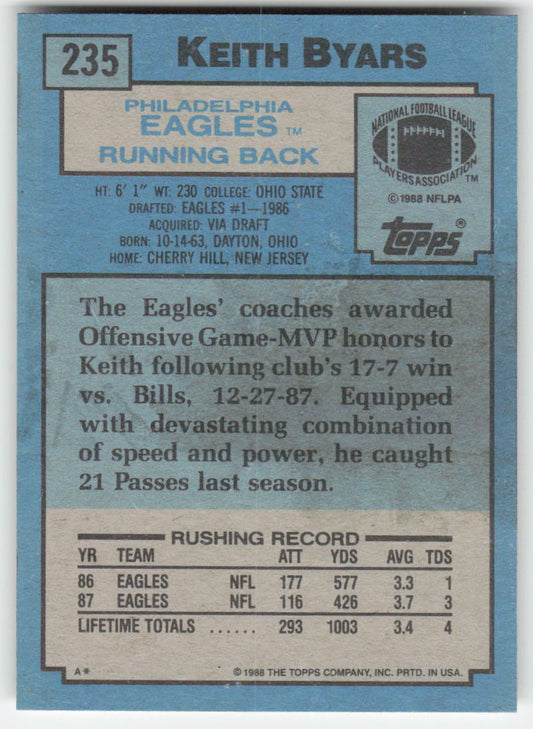 235
KEITH BYARS
PHILADELPHIA
EAGLES TM
RUNNING BACK
NATIONAL FOOTBALL LEAGUE
PLAYERS ASSOCIATION TM
© 1988 NFLPA
topps®
HT: 6' 1" WT: 230 COLLEGE: OHIO STATE
DRAFTED: EAGLES #1—1986
ACQUIRED: VIA DRAFT
BORN: 10-14-63, DAYTON, OHIO
HOME: CHERRY HILL, NEW JERSEY
The Eagles' coaches awarded
Offensive Game-MVP honors to
Keith following club's 17-7 win
vs. Bills, 12-27-87. Equipped
with devastating combination
of speed and power, he caught
21 Passes last season.
RUSHING RECORD
YR TEAM ATT YDS AVG TDS
86 EAGLES NFL 177 577 3.3 1
87 EAGLES NFL 116 426 3.7 3
LIFETIME TOTALS ...... 293 1003 3.4 4
A* © 1988 THE TOPPS COMPANY, INC. PRTD. IN USA.